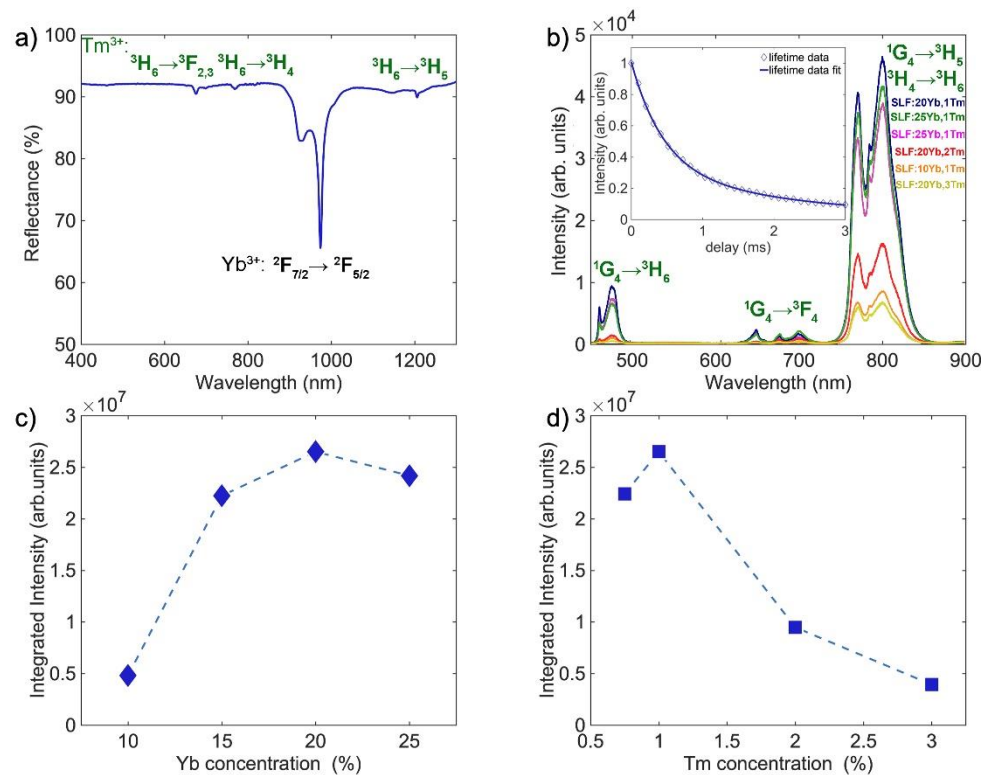 a)
Tm³⁺:
³H₆→³F₂,₃ ³H₆→³H₄
³H₆→³H₅
Yb³⁺: ²F₇/₂→ ²F₅/₂
Reflectance (%)
100
90
80
70
60
50
400
600
800
1000
1200
Wavelength (nm)
b)
×10⁴
Intensity (arb. units)
5
4
3
2
1
0
500
600
700
800
900
Wavelength (nm)
lifetime data
lifetime data fit
Intensity (arb. units)
1
0.8
0.6
0.4
0.2
0
0
1
2
3
delay (ms)
¹G₄→³H₅
³H₄→³H₆
SLF:20Yb,1Tm
SLF:25Yb,1Tm
SLF:25Yb,1Tm
SLF:20Yb,2Tm
SLF:10Yb,1Tm
SLF:20Yb,3Tm
¹G₄→³H₆
¹G₄→³F₄
c)
×10⁷
Integrated Intensity (arb.units)
3
2.5
2
1.5
1
0.5
0
10
15
20
25
Yb concentration (%)
d)
×10⁷
Integrated Intensity (arb.units)
3
2.5
2
1.5
1
0.5
0
0.5
1
1.5
2
2.5
3
Tm concentration (%)